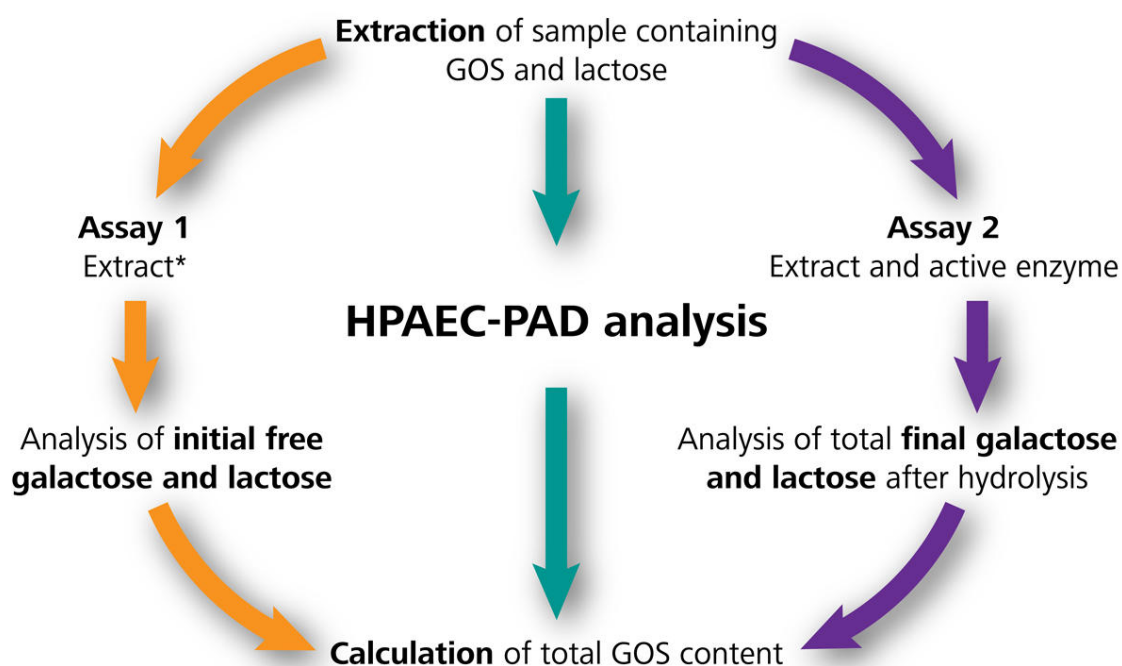 Extraction of sample containing
GOS and lactose
Assay 1
Extract*
Assay 2
Extract and active enzyme
HPAEC-PAD analysis
Analysis of initial free
galactose and lactose
Analysis of total final galactose
and lactose after hydrolysis
Calculation of total GOS content